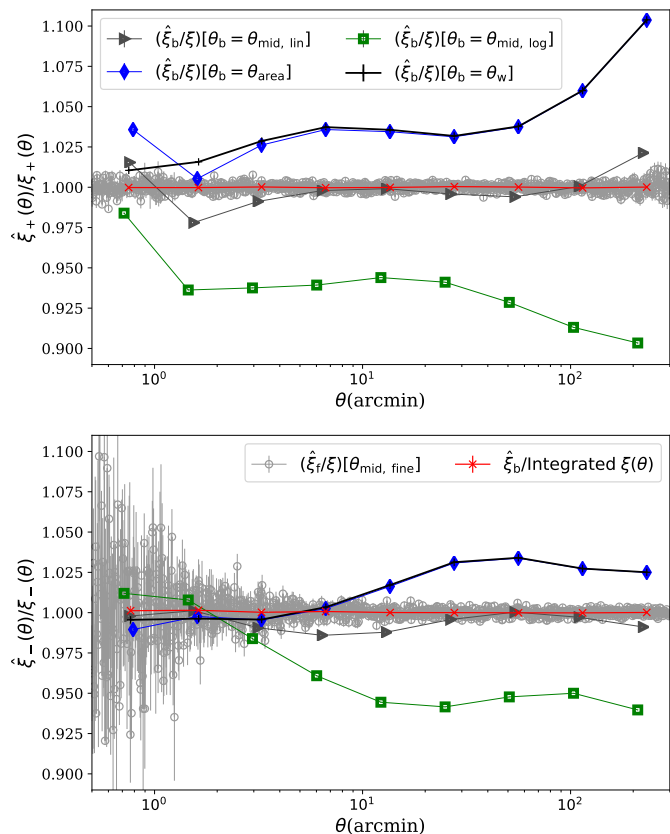 (ξ̂_b/ξ)[θ_b = θ_mid, lin]
(ξ̂_b/ξ)[θ_b = θ_area]
(ξ̂_b/ξ)[θ_b = θ_mid, log]
(ξ̂_b/ξ)[θ_b = θ_w]
ξ̂_+(θ)/ξ_+(θ)
1.100
1.075
1.050
1.025
1.000
0.975
0.950
0.925
0.900
10^0 10^1 10^2
θ(arcmin)
(ξ̂_f/ξ)[θ_mid, fine]
ξ̂_b/Integrated ξ(θ)
ξ̂_−(θ)/ξ_−(θ)
1.100
1.075
1.050
1.025
1.000
0.975
0.950
0.925
0.900
10^0 10^1 10^2
θ(arcmin)